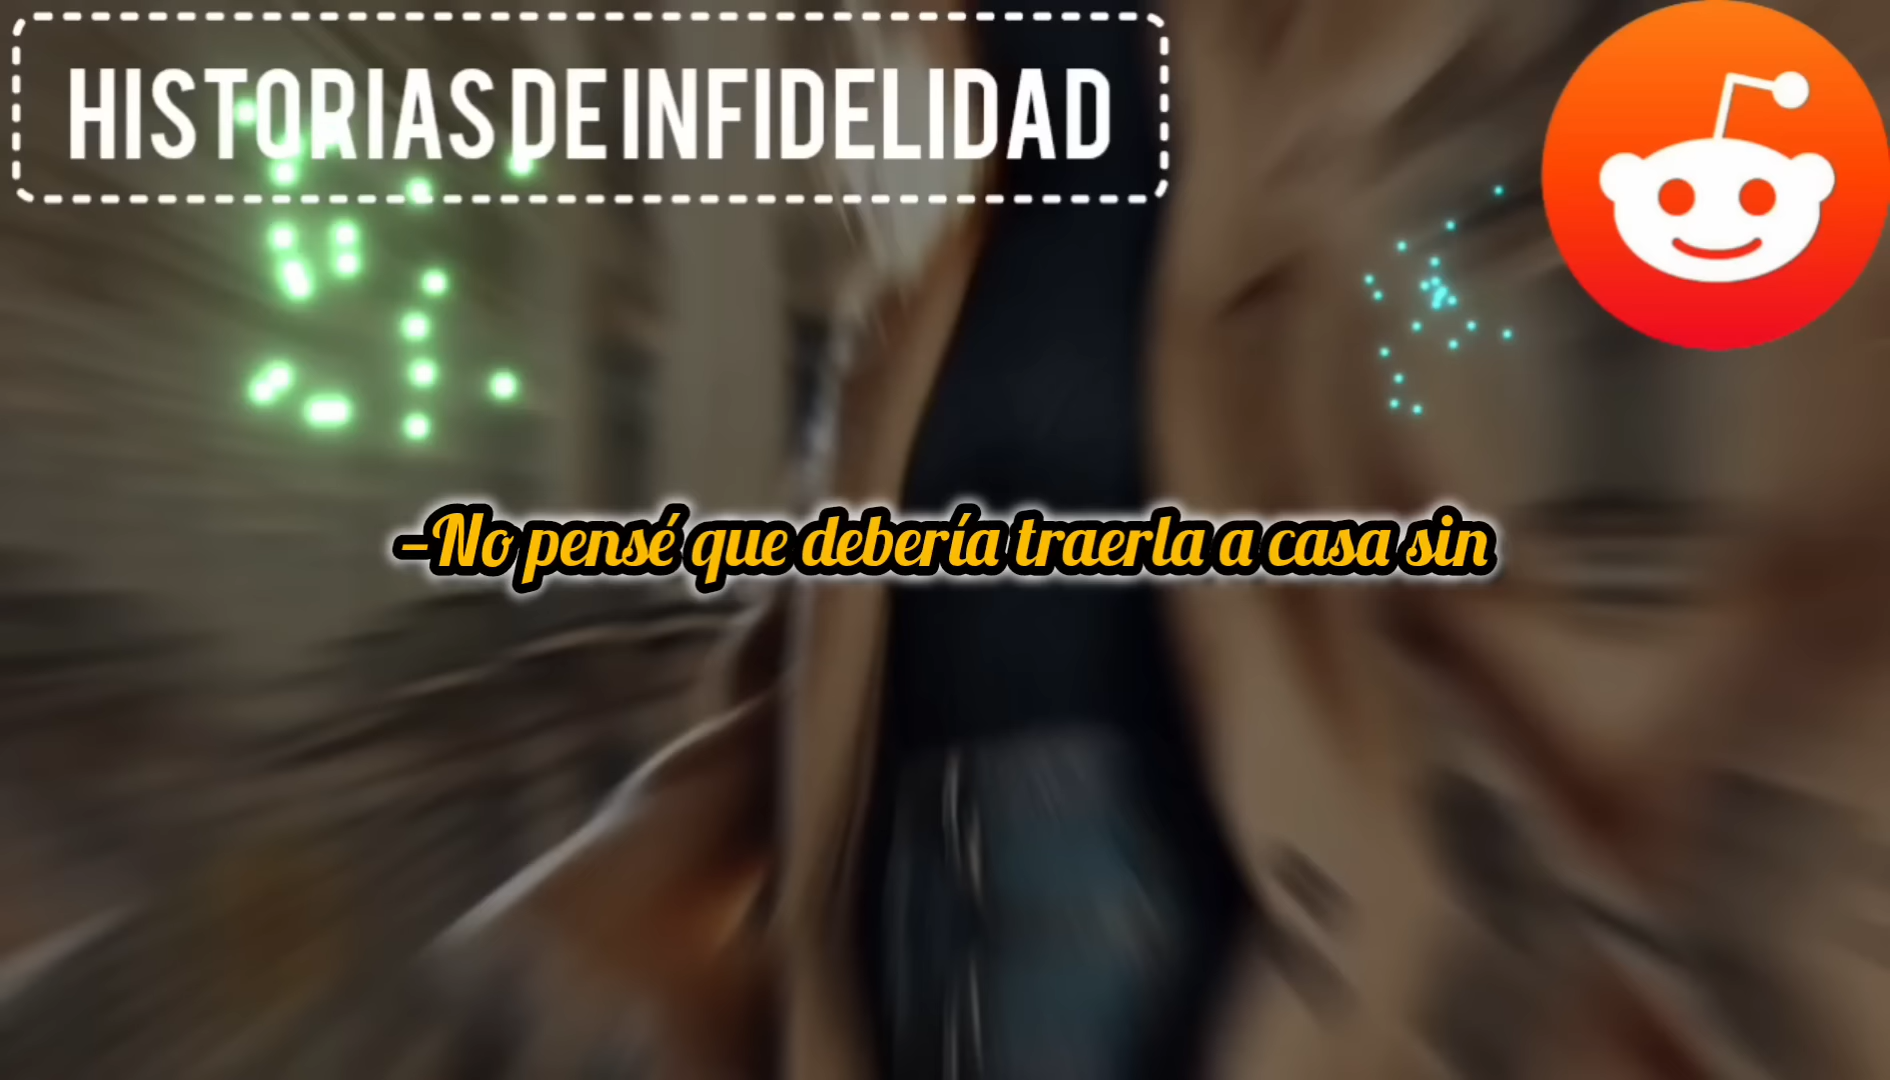 HISTORIAS DE INFIDELIDAD
–No pensé que debería traerla a casa sin